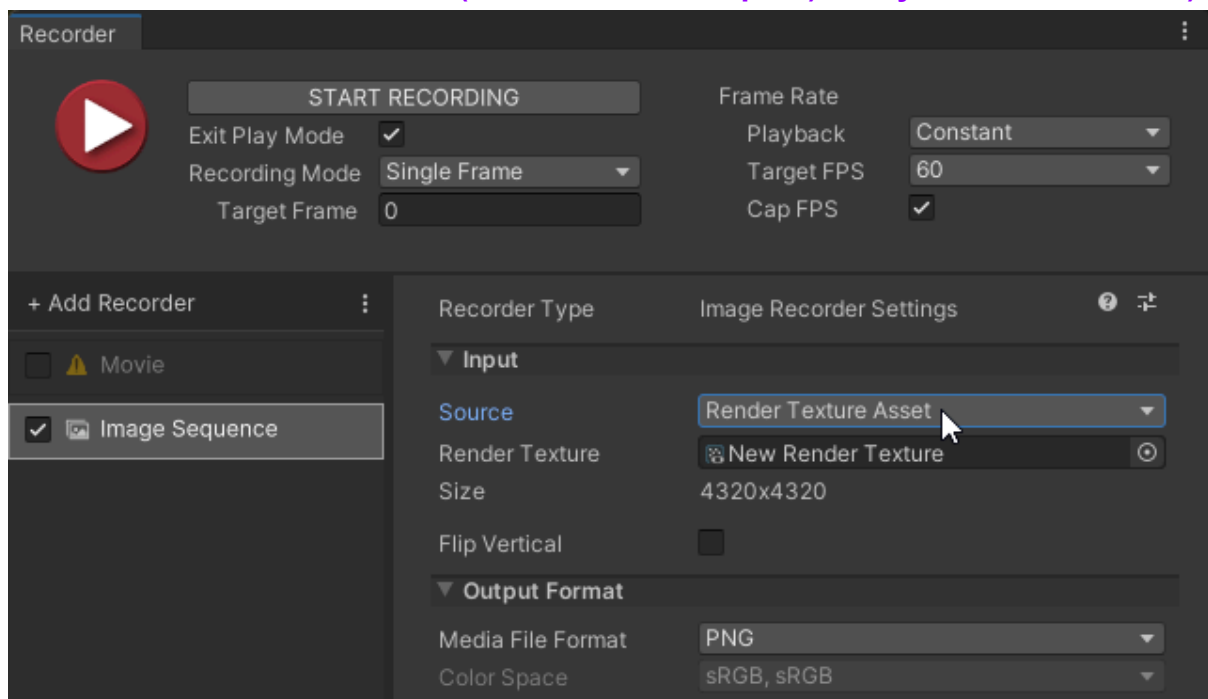 Recorder
START RECORDING
Exit Play Mode
Recording Mode Single Frame
Target Frame 0
Frame Rate
Playback Constant
Target FPS 60
Cap FPS
+ Add Recorder
Movie
Image Sequence
Recorder Type Image Recorder Settings
Input
Source Render Texture Asset
Render Texture New Render Texture
Size 4320x4320
Flip Vertical
Output Format
Media File Format PNG
Color Space sRGB, sRGB